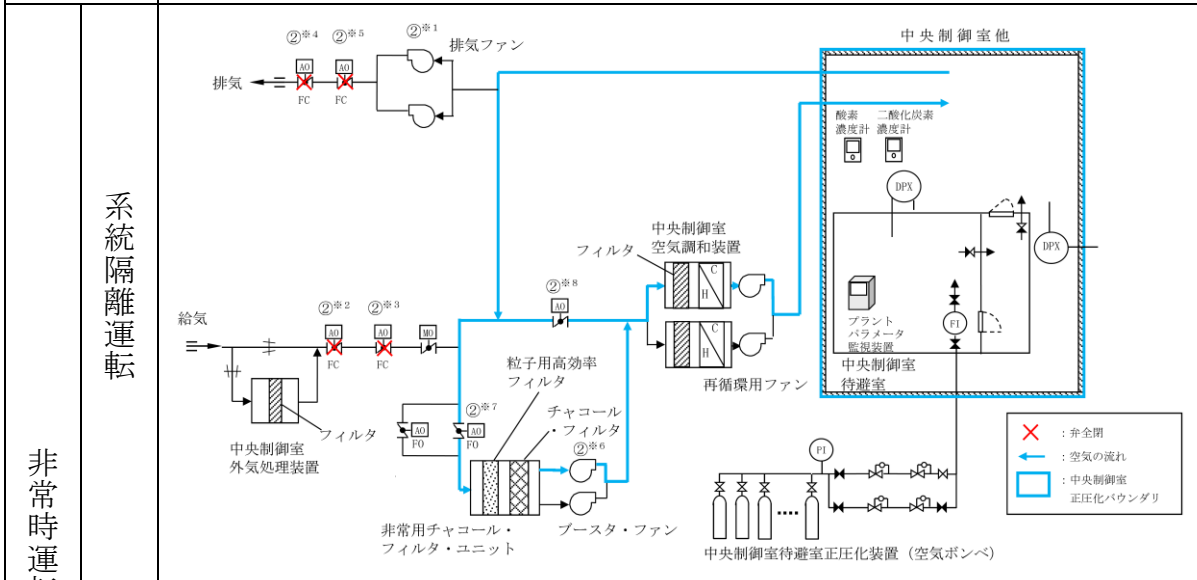 系統隔離運転
非常時運転
②※4
②※5
②※1
排気ファン
AO
AO
排気
FC
FC
中央制御室他
酸素
濃度計
二酸化炭素
濃度計
DPX
DPX
中央制御室
空気調和装置
フィルタ
C
H
C
H
再循環用ファン
②※8
AO
給気
②※2
②※3
AO
AO
MO
FC
FC
フィルタ
中央制御室
外気処理装置
粒子用高効率
フィルタ
チャコール
・フィルタ
②※7
AO
FO
AO
FO
②※6
非常用チャコール・
フィルタ・ユニット
ブースタ・ファン
プラント
パラメータ
監視装置
FI
中央制御室
待避室
PI
中央制御室待避室正圧化装置（空気ボンベ）
：弁全閉
：空気の流れ
：中央制御室
正圧化バウンダリ